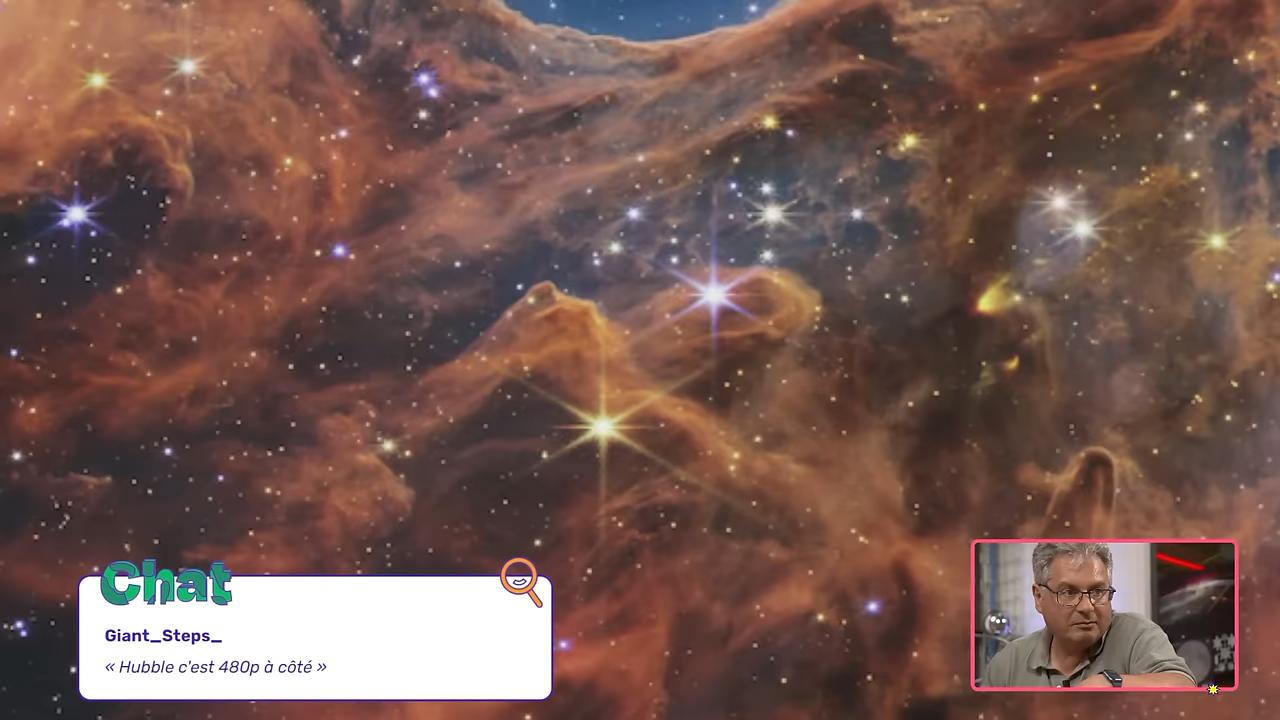 Chat
Giant_Steps_
« Hubble c'est 480p à côté »